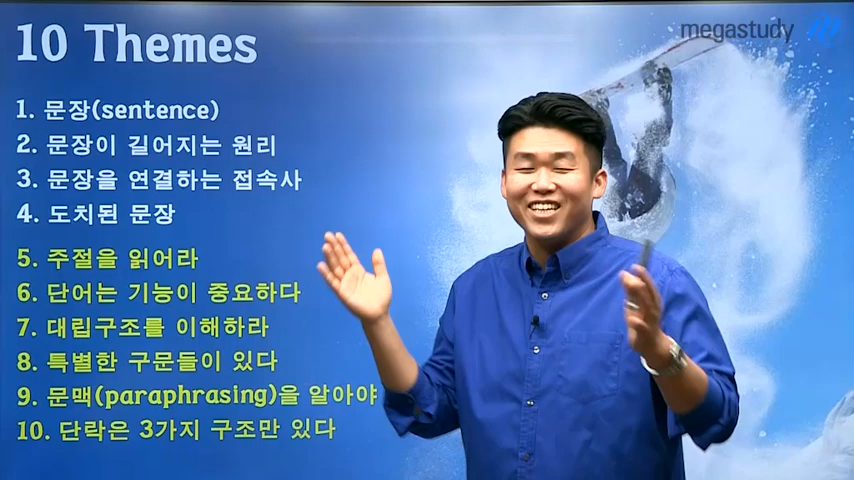 10 Themes
megastudy
1. 문장(sentence)
2. 문장이 길어지는 원리
3. 문장을 연결하는 접속사
4. 도치된 문장
5. 주절을 읽어라
6. 단어는 기능이 중요하다
7. 대립구조를 이해하라
8. 특별한 구문들이 있다
9. 문맥(paraphrasing)을 알아야
10. 단락은 3가지 구조만 있다